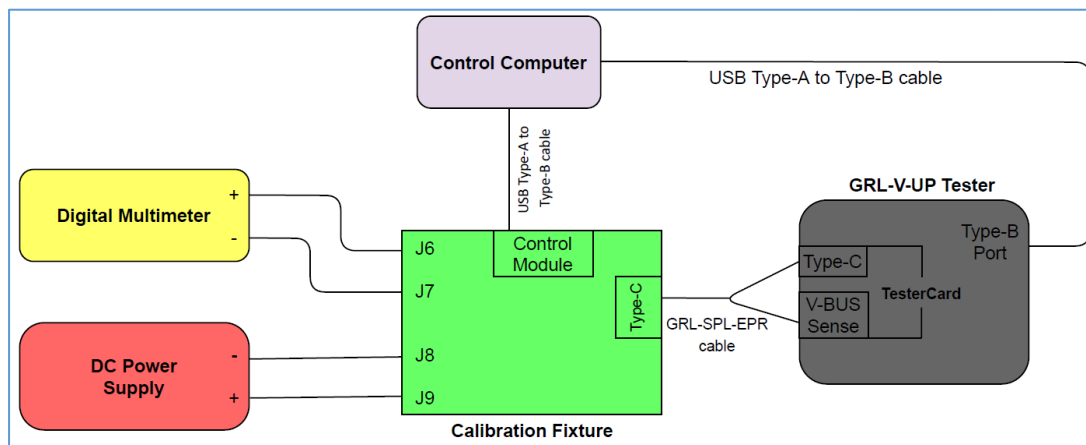 Control Computer
USB Type-A to Type-B cable
USB Type-A to
Type-B cable
Digital Multimeter
+
-
DC Power
Supply
-
+
J6
J7
J8
J9
Control
Module
Type-C
Calibration Fixture
GRL-SPL-EPR
cable
GRL-V-UP Tester
Type-B
Port
Type-C
V-BUS
Sense
TesterCard